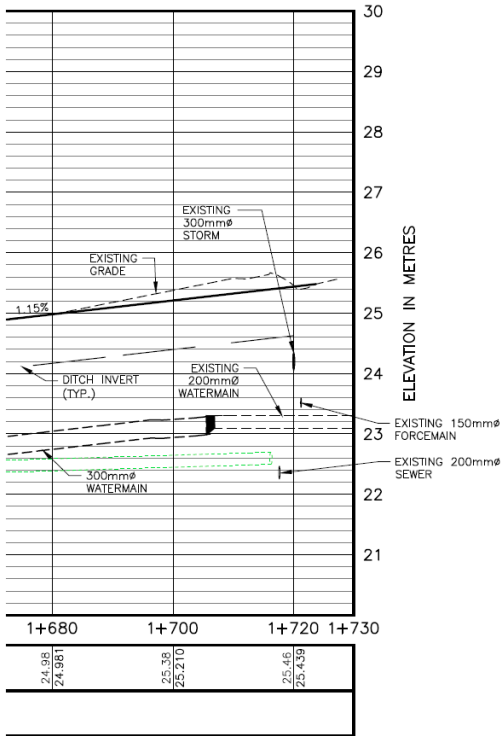 30
29
28
27
EXISTING
300mmø
STORM
26
EXISTING
GRADE
1.15%
25
ELEVATION IN METRES
24
DITCH INVERT
(TYP.)
EXISTING
200mmø
WATERMAIN
EXISTING 150mmø
FORCEMAIN
23
EXISTING 200mmø
SEWER
300mmø
WATERMAIN
22
21
1+680
1+700
1+720
1+730
24.98
24.981
25.38
25.210
25.46
25.439